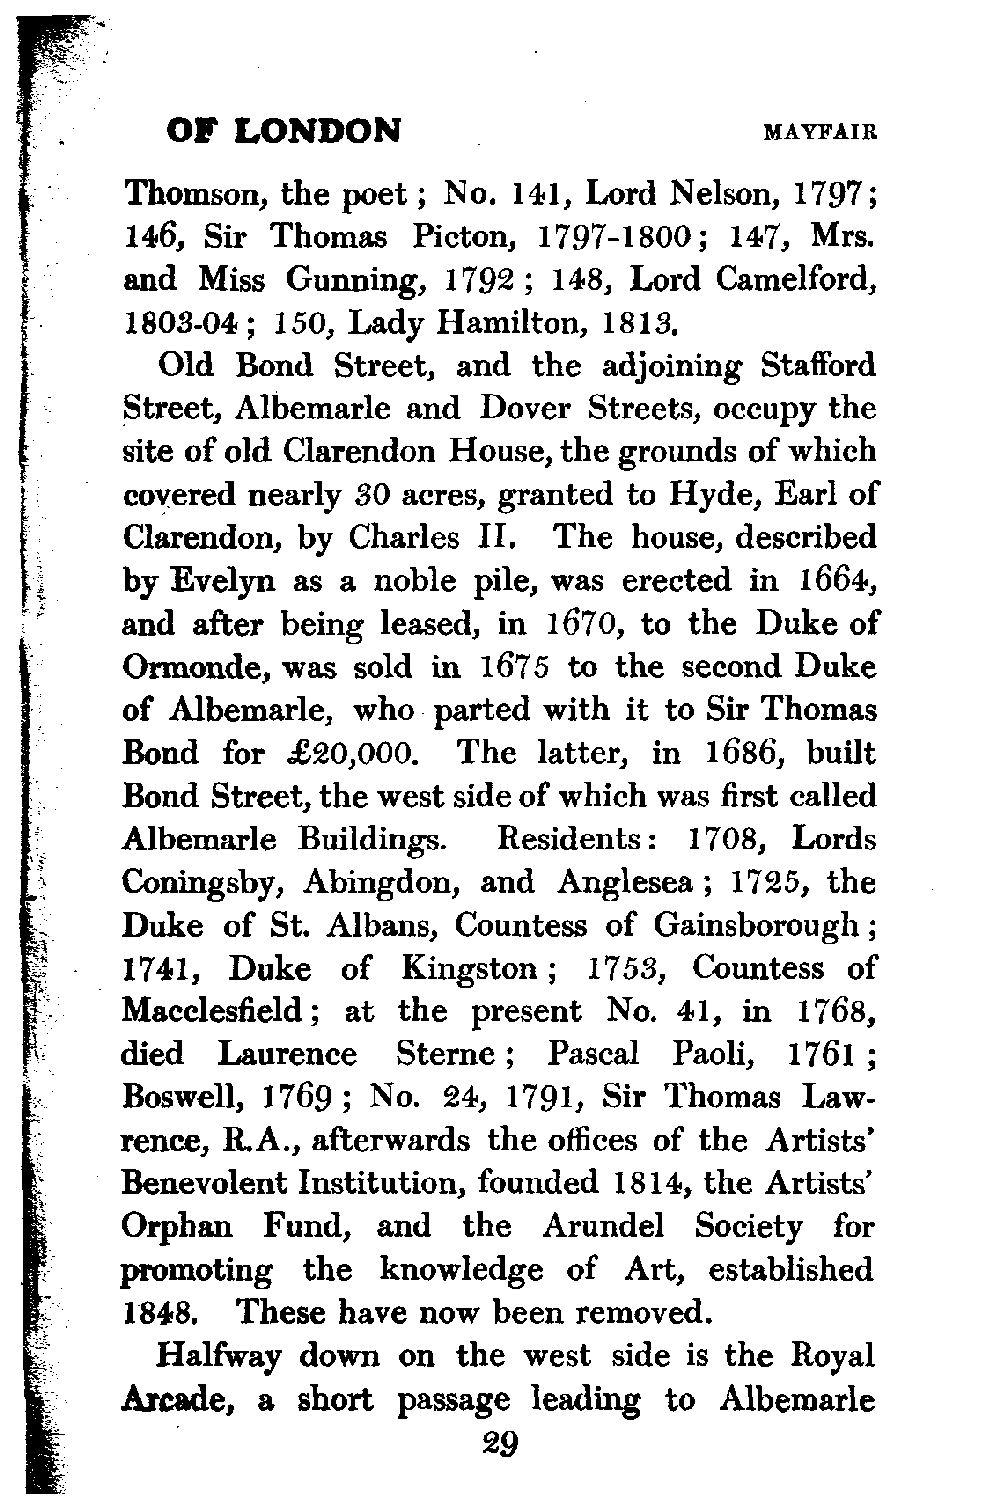 OF LONDON MAYFAIR
Thomson, the poet ; No. 141, Lord Nelson, 1797 ;
146, Sir Thomas Picton, 1797-1800 ; 147, Mrs.
and Miss Gunning, 1792 ; 148, Lord Camelford,
1803-04 ; 150, Lady Hamilton, 1813.
Old Bond Street, and the adjoining Stafford
Street, Albemarle and Dover Streets, occupy the
site of old Clarendon House, the grounds of which
covered nearly 30 acres, granted to Hyde, Earl of
Clarendon, by Charles II. The house, described
by Evelyn as a noble pile, was erected in 1664,
and after being leased, in 1670, to the Duke of
Ormonde, was sold in 1675 to the second Duke
of Albemarle, who parted with it to Sir Thomas
Bond for £20,000. The latter, in 1686, built
Bond Street, the west side of which was first called
Albemarle Buildings. Residents : 1708, Lords
Coningsby, Abingdon, and Anglesea ; 1725, the
Duke of St. Albans, Countess of Gainsborough ;
1741, Duke of Kingston ; 1753, Countess of
Macclesfield ; at the present No. 41, in 1768,
died Laurence Sterne ; Pascal Paoli, 1761 ;
Boswell, 1769 ; No. 24, 1791, Sir Thomas Law-
rence, R.A., afterwards the offices of the Artists'
Benevolent Institution, founded 1814, the Artists'
Orphan Fund, and the Arundel Society for
promoting the knowledge of Art, established
1848. These have now been removed.
Halfway down on the west side is the Royal
Arcade, a short passage leading to Albemarle
29